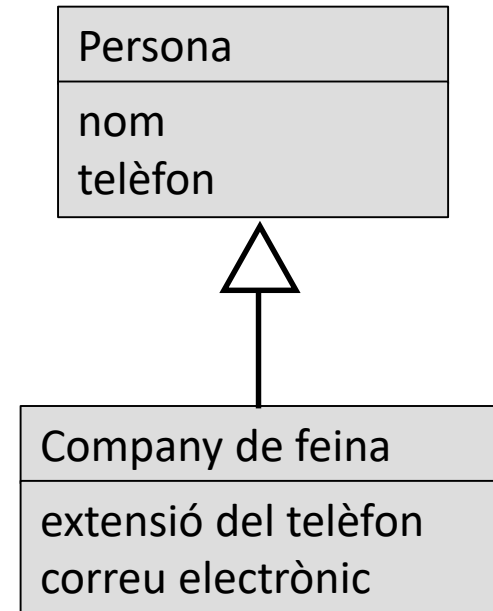 Persona
nom
telèfon
Company de feina
extensió del telèfon
correu electrònic